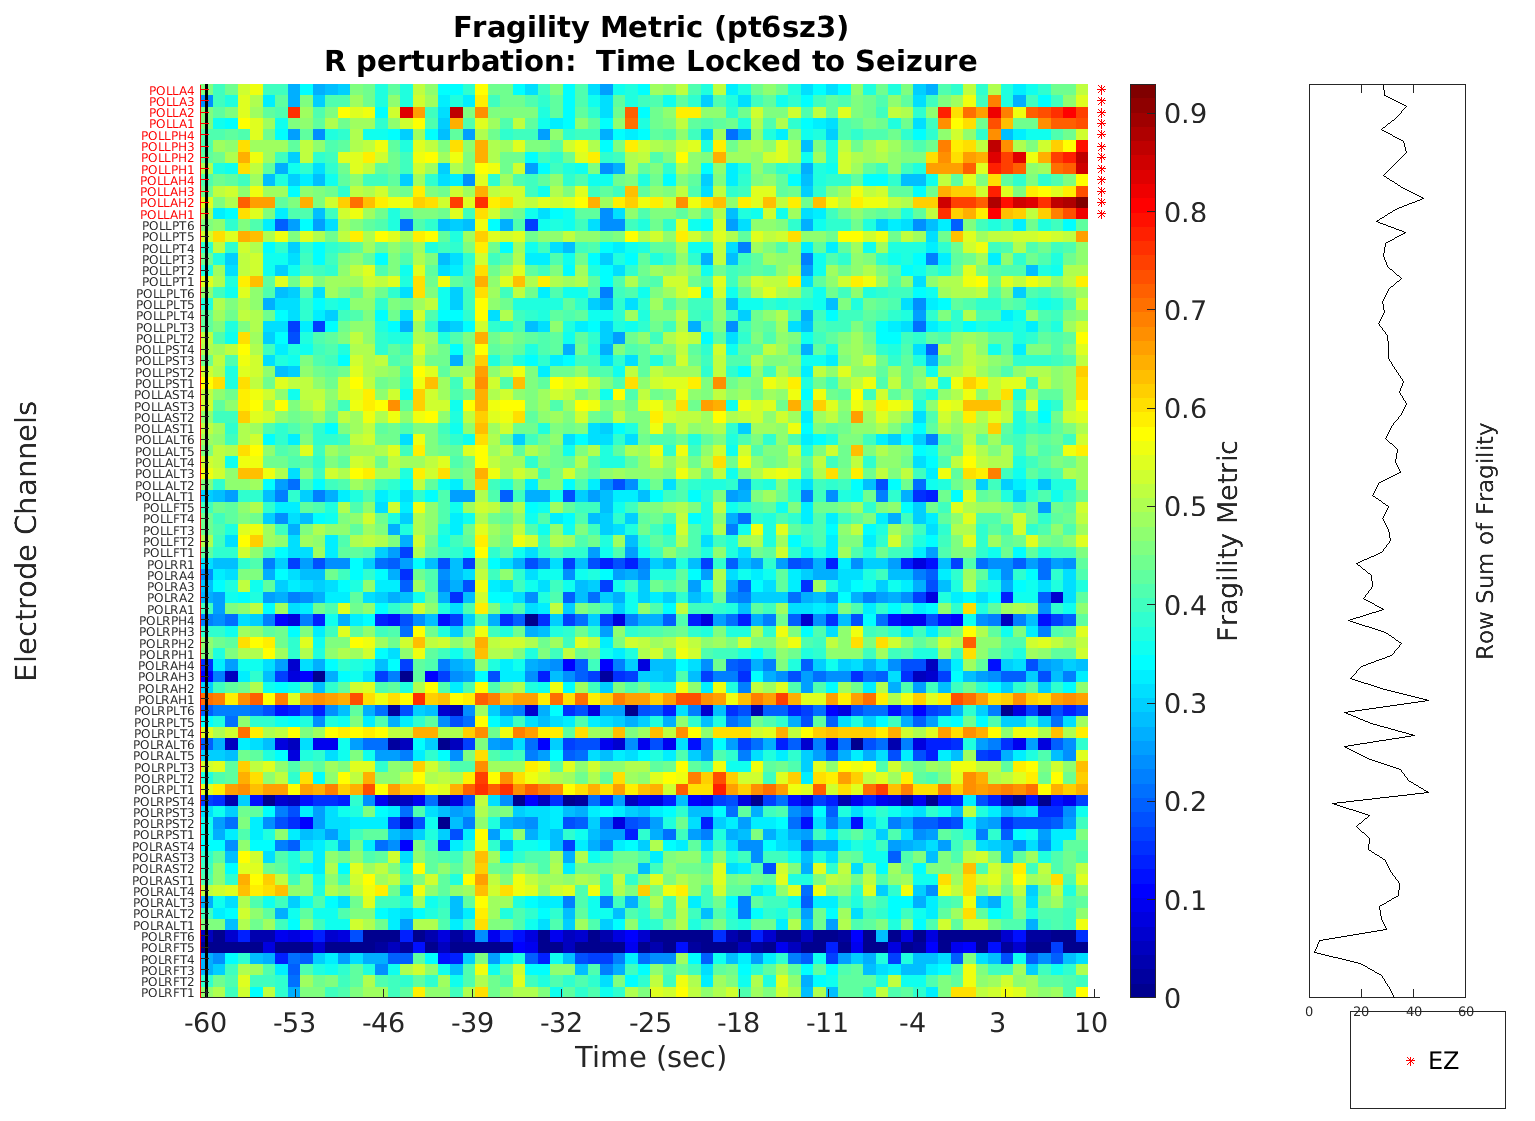 Fragility Metric (pt6sz3)
R perturbation:  Time Locked to Seizure
Electrode Channels
POLLA4
POLLA3
POLLA2
POLLA1
POLLPH4
POLLPH3
POLLPH2
POLLPH1
POLLAH4
POLLAH3
POLLAH2
POLLAH1
POLLPT6
POLLPT5
POLLPT4
POLLPT3
POLLPT2
POLLPT1
POLLPLT6
POLLPLT5
POLLPLT4
POLLPLT3
POLLPLT2
POLLPST4
POLLPST3
POLLPST2
POLLPST1
POLLAST4
POLLAST3
POLLAST2
POLLAST1
POLLALT6
POLLALT5
POLLALT4
POLLALT3
POLLALT2
POLLALT1
POLLFT5
POLLFT4
POLLFT3
POLLFT2
POLLFT1
POLRR1
POLRA4
POLRA3
POLRA2
POLRA1
POLRPH4
POLRPH3
POLRPH2
POLRPH1
POLRAH4
POLRAH3
POLRAH2
POLRAH1
POLRPLT6
POLRPLT5
POLRPLT4
POLRALT6
POLRALT5
POLRPLT3
POLRPLT2
POLRPLT1
POLRPST4
POLRPST3
POLRPST2
POLRPST1
POLRAST4
POLRAST3
POLRAST2
POLRAST1
POLRALT4
POLRALT3
POLRALT2
POLRALT1
POLRFT6
POLRFT5
POLRFT4
POLRFT3
POLRFT2
POLRFT1
-60 -53 -46 -39 -32 -25 -18 -11 -4 3 10
Time (sec)
0.9
0.8
0.7
0.6
0.5
0.4
0.3
0.2
0.1
0
Fragility Metric
0 20 40 60
Row Sum of Fragility
EZ